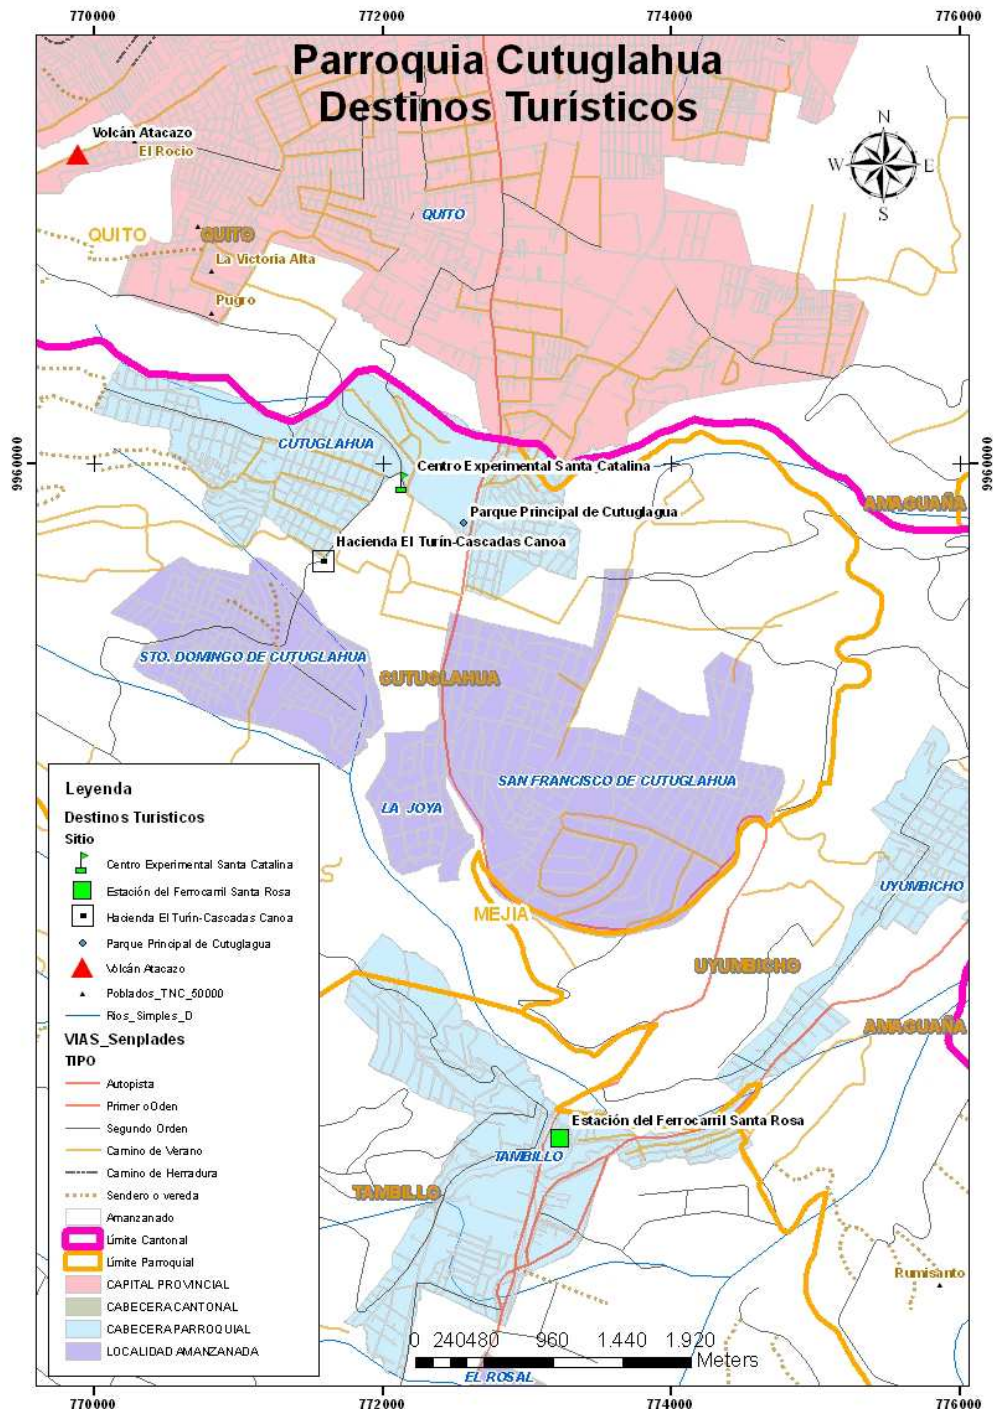 770000
772000
774000
776000
Parroquia Cutuglahua
Destinos Turísticos
N
W
E
S
Volcán Atacazo
El Rocio
QUITO
QUITO
QUITO
La Victoria Alta
Pugro
CUTUGLAHUA
9960000
9960000
Centro Experimental Santa Catalina
AMAGUAÑA
Parque Principal de Cutuglagua
Hacienda El Turín-Cascadas Canoa
STO. DOMINGO DE CUTUGLAHUA
CUTUGLAHUA
SAN FRANCISCO DE CUTUGLAHUA
LA JOYA
UYUMBICHO
MEJIA
UYUMBICHO
AMAGUAÑA
Estación del Ferrocarril Santa Rosa
TAMBILLO
TAMBILLO
Rumisanto
EL ROSAL
Leyenda
Destinos Turisticos
Sitio
Centro Experimental Santa Catalina
Estación del Ferrocarril Santa Rosa
Hacienda El Turín-Cascadas Canoa
Parque Principal de Cutuglagua
Volcán Atacazo
Poblados_TNC_50000
Rios_Simples_D
VIAS_Senplades
TIPO
Autopista
Primer oOden
Segundo Orden
Camino de Verano
Camino de Herradura
Sendero o vereda
Amanzanado
Límite Cantonal
Límite Parroquial
CAPITAL PROVINCIAL
CABECERA CANTONAL
CABECERA PARROQUIAL
LOCALIDAD AMANZANADA
0 240480 960 1.440 1.920
Meters
770000
772000
774000
776000